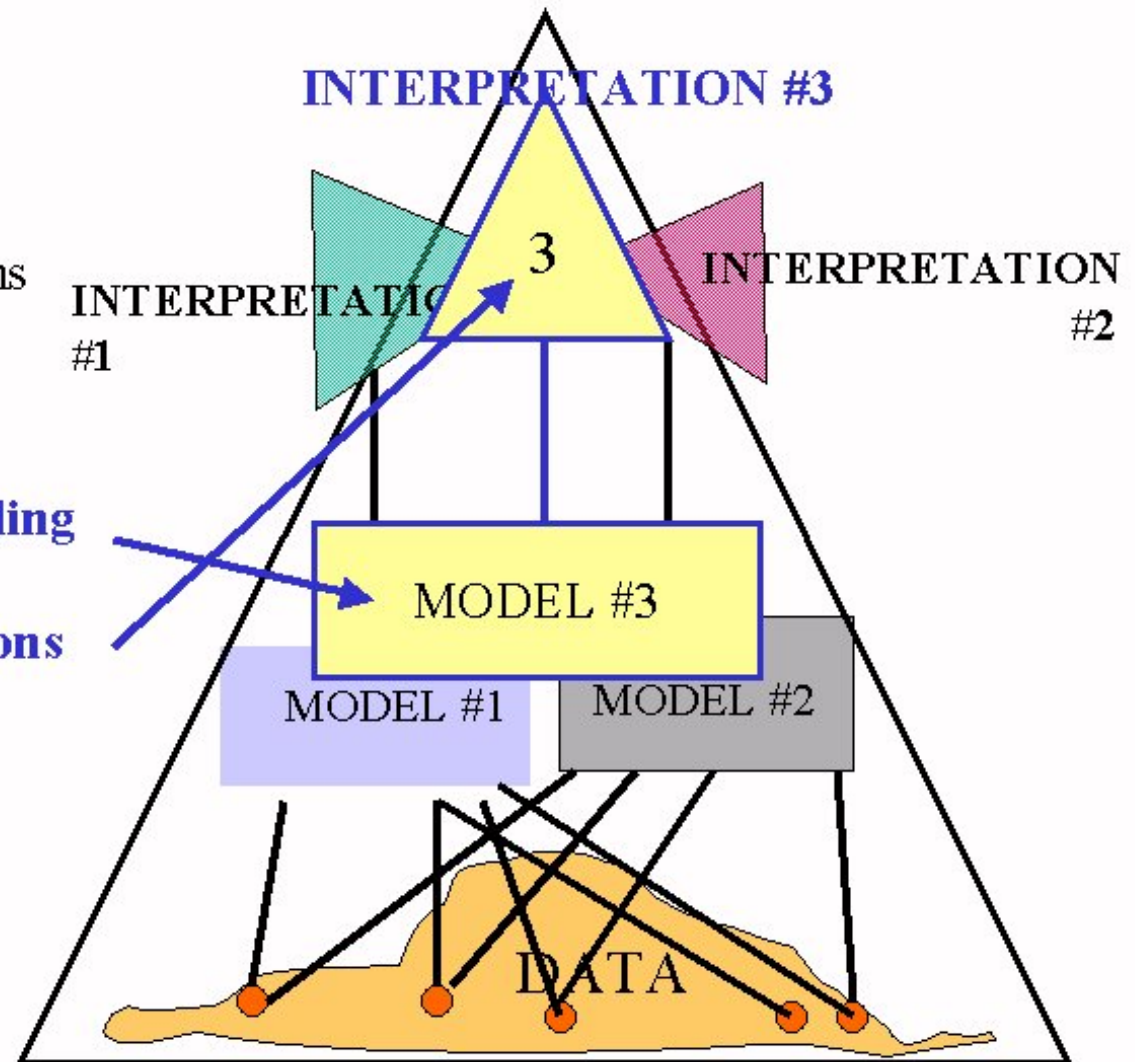 INTERPRETATION #3
3
INTERPRETATION
#2
#1
MODEL #3
MODEL #1
MODEL #2
DATA